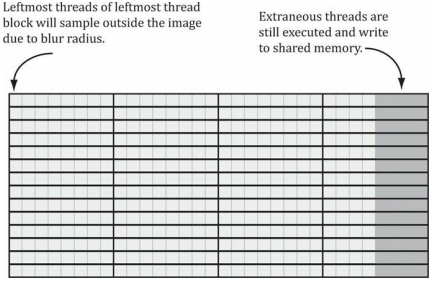 Leftmost threads of leftmost thread
block will sample outside the image
due to blur radius.
Extraneous threads are
still executed and write
to shared memory.